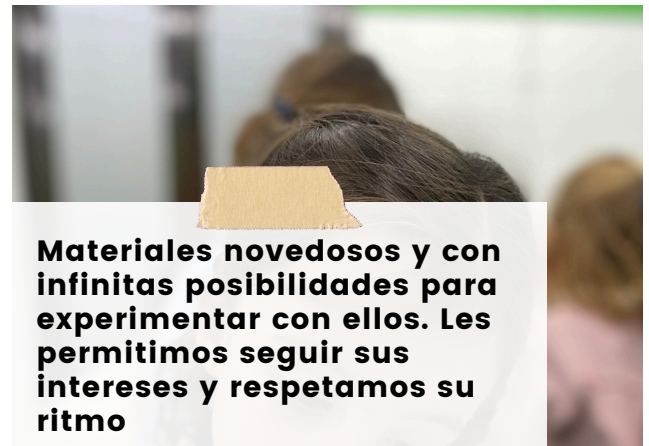 Materiales novedosos y con
infinitas posibilidades para
experimentar con ellos. Les
permitimos seguir sus
intereses y respetamos su
ritmo